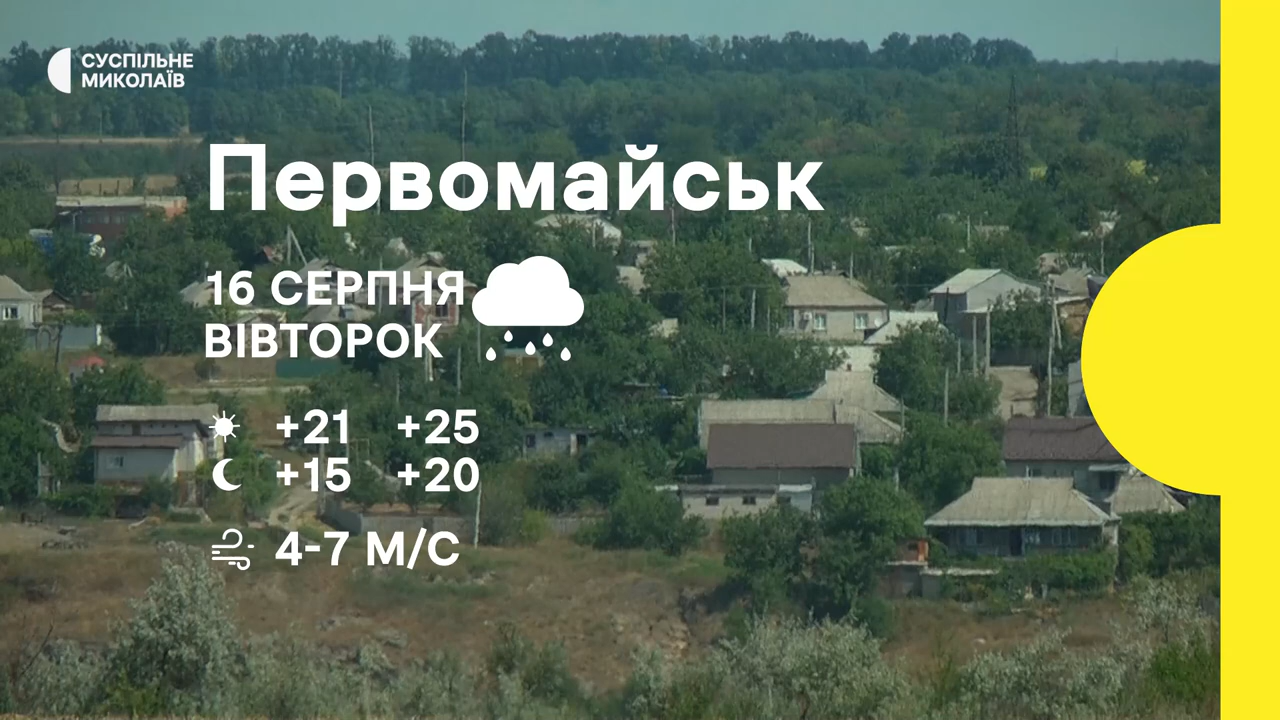 СУСПІЛЬНЕ
МИКОЛАЇВ
Первомайськ
16 СЕРПНЯ
ВІВТОРОК
+21 +25
+15 +20
4-7 М/С